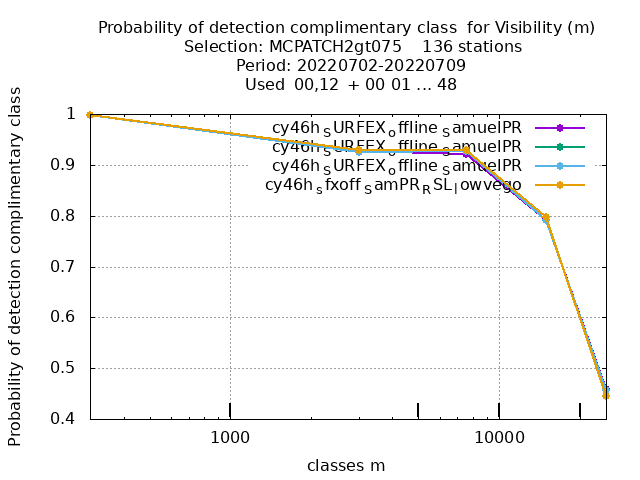 Probability of detection complimentary class  for Visibility (m)
Selection: MCPATCH2gt075    136 stations
Period: 20220702-20220709
Used  00,12  + 00 01 ... 48
Probability of detection complimentary class
cy46h_SURFEX_offline_SamuelPR
cy46h_SURFEX_offline_SamuelPR
cy46h_SURFEX_offline_SamuelPR
cy46h_sfxoff_SamPR_RSL_lowvego
1
0.9
0.8
0.7
0.6
0.5
0.4
1000 10000
classes m